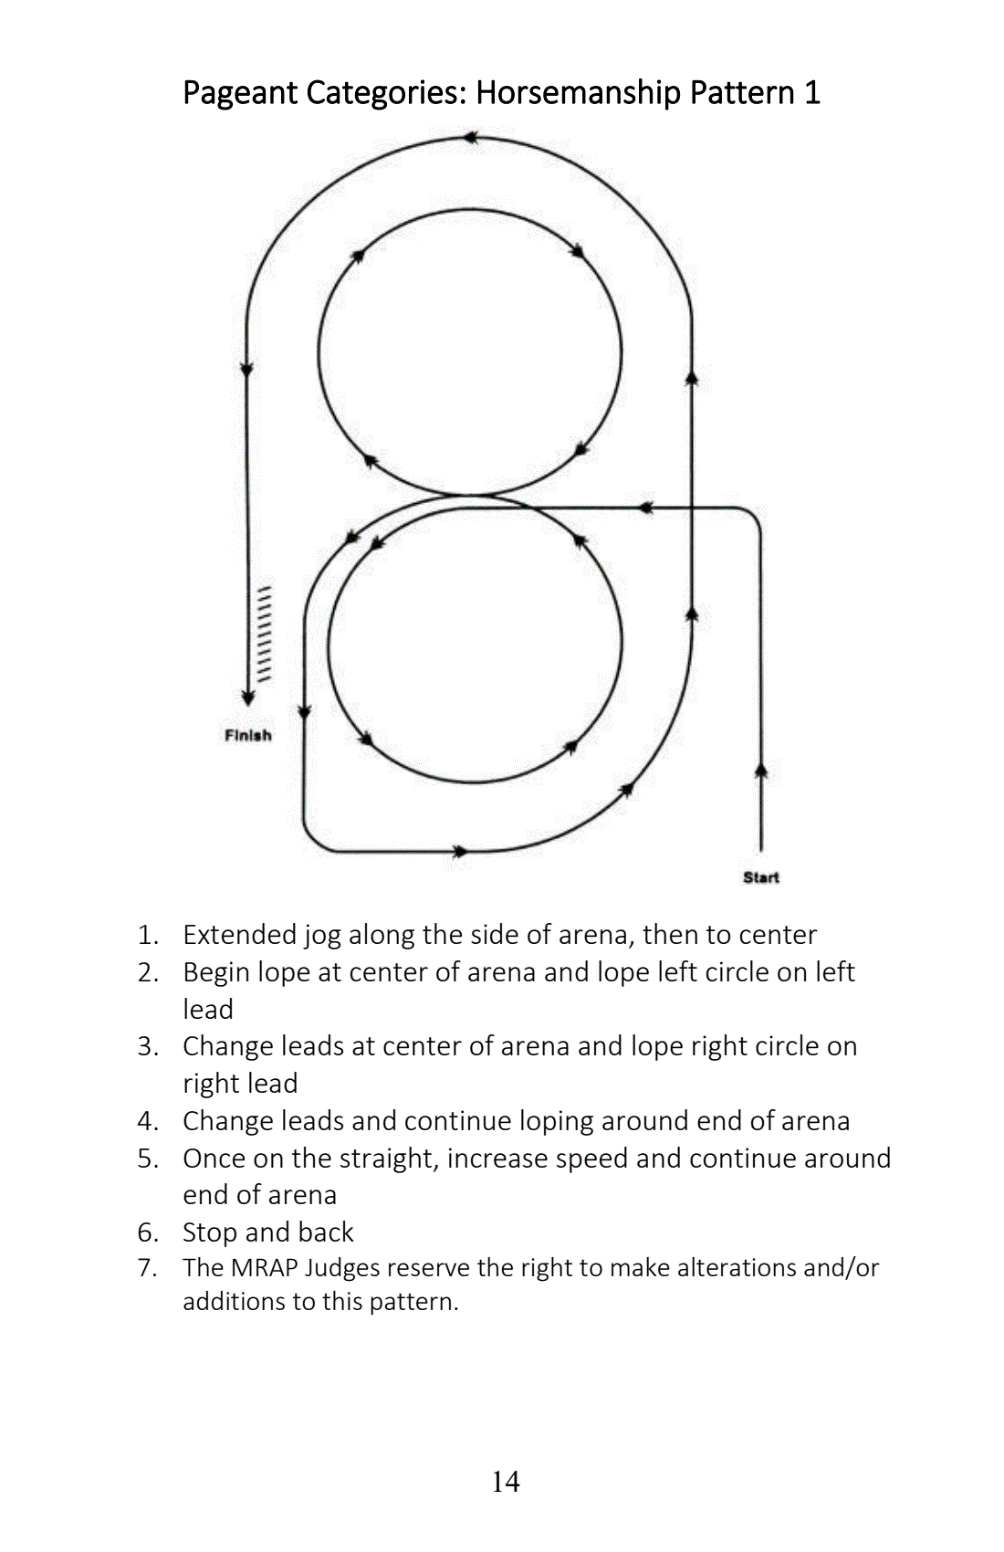 Pageant Categories: Horsemanship Pattern 1
Finish
Start
1. Extended jog along the side of arena, then to center
2. Begin lope at center of arena and lope left circle on left
lead
3. Change leads at center of arena and lope right circle on
right lead
4. Change leads and continue loping around end of arena
5. Once on the straight, increase speed and continue around
end of arena
6. Stop and back
7. The MRAP Judges reserve the right to make alterations and/or
additions to this pattern.
14